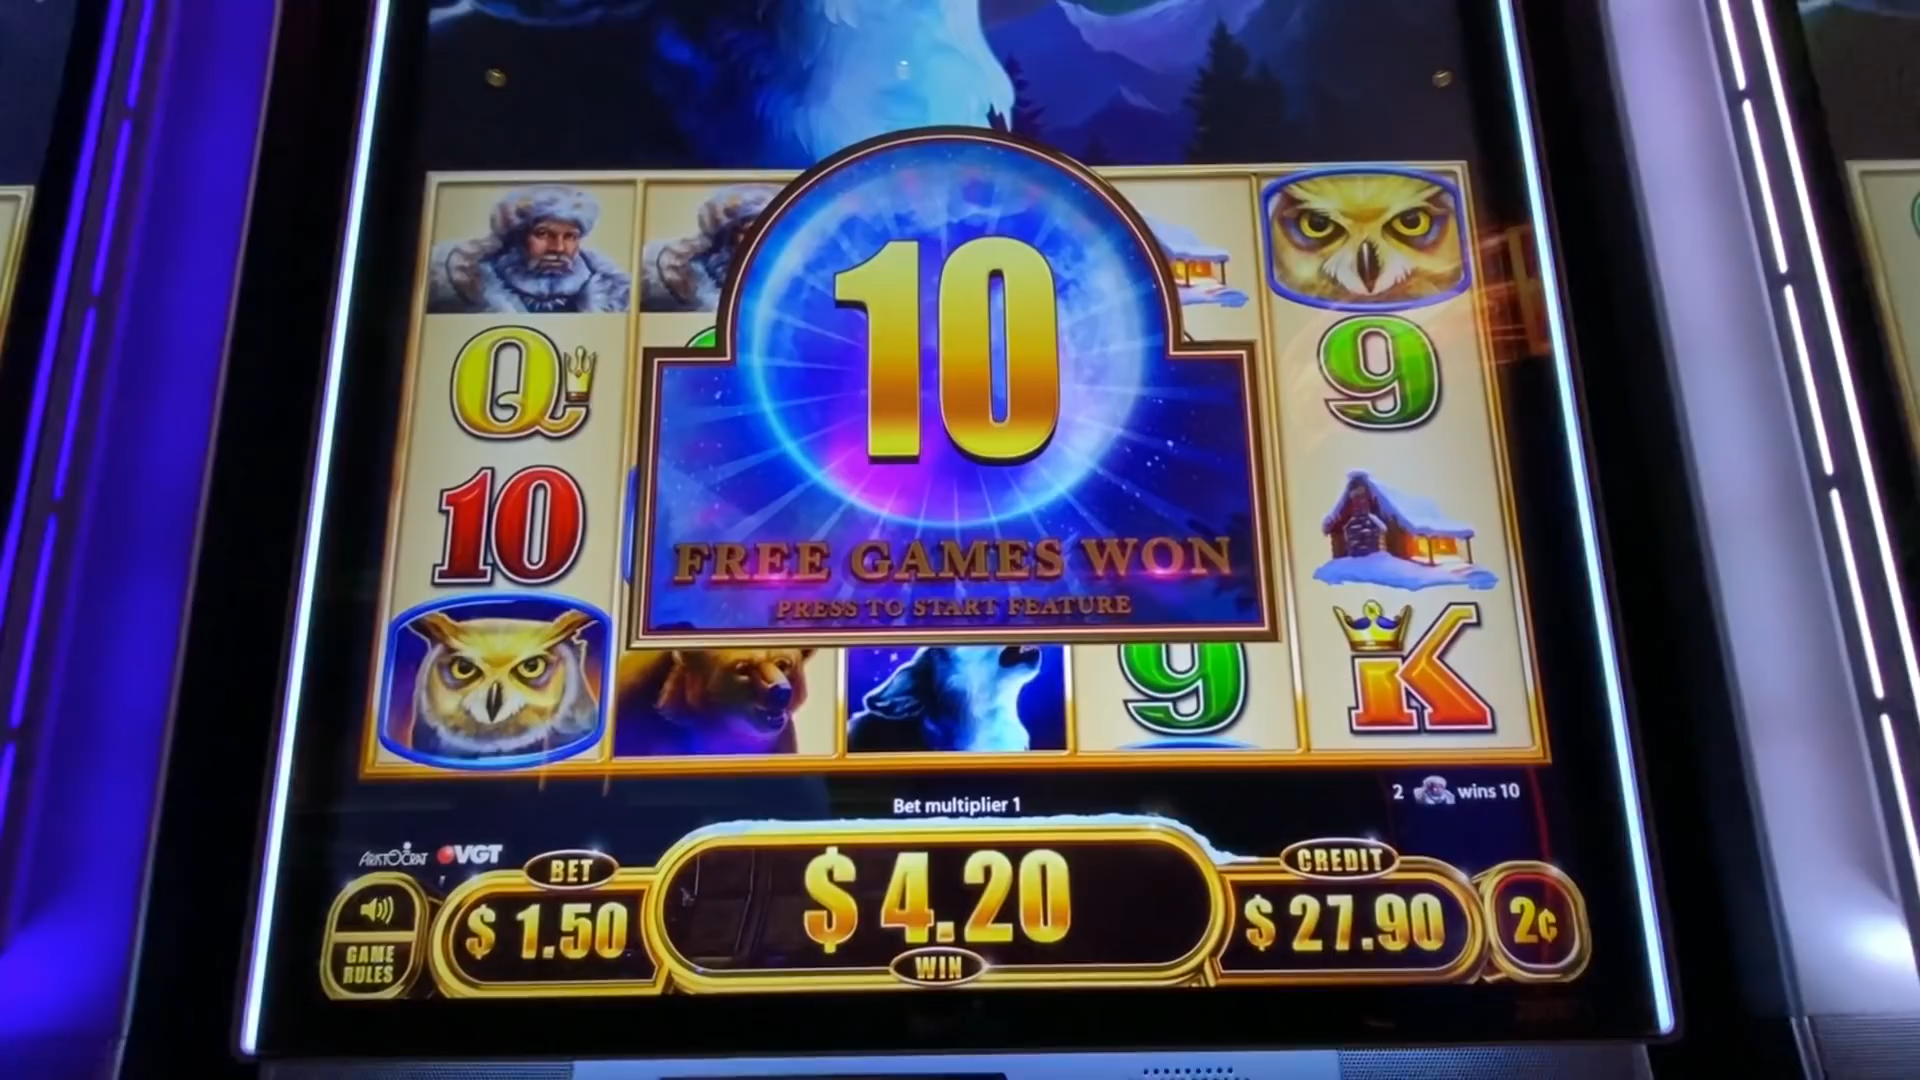 10
Q
9
10
FREE GAMES WON
PRESS TO START FEATURE
9
K
Bet multiplier 1
2 wins 10
ARISTOCRAT VGT
BET
$ 1.50
$ 4.20
WIN
CREDIT
$ 27.90
2¢
GAME
RULES